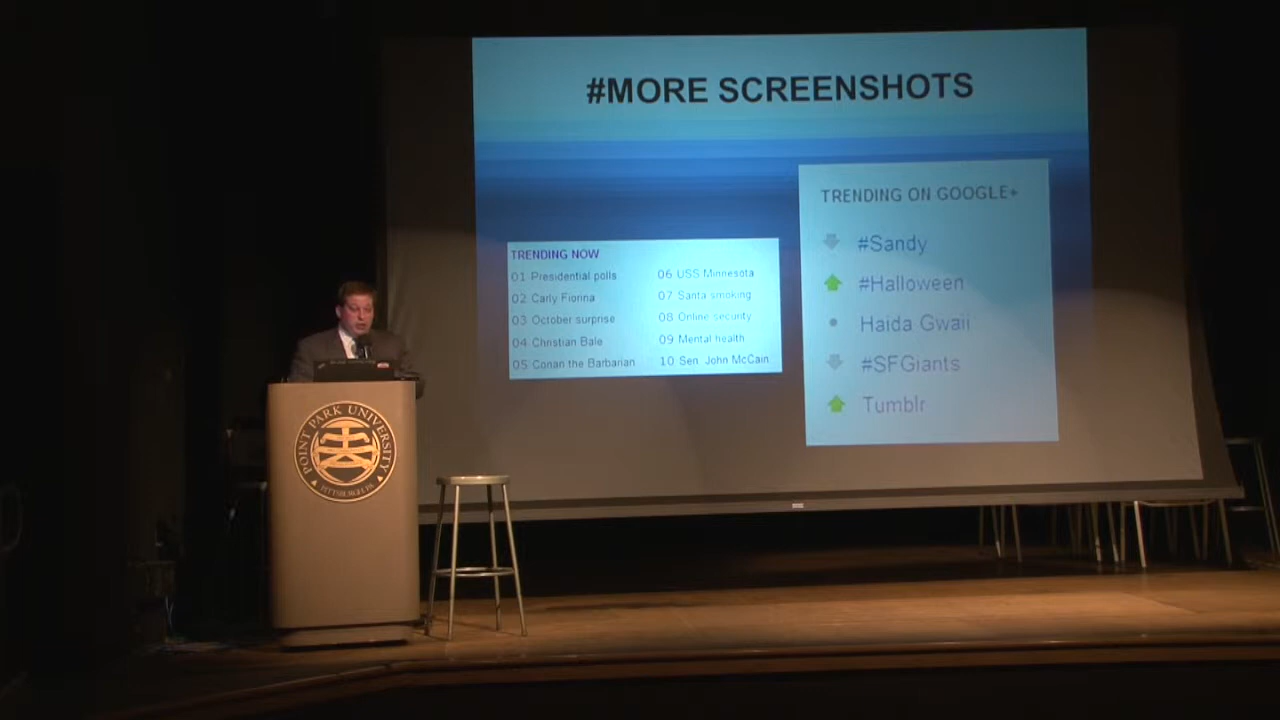 #MORE SCREENSHOTS
TRENDING NOW
01 Presidential polls
02 Carly Fiorina
03 October surprise
04 Christian Bale
05 Conan the Barbarian
06 USS Minnesota
07 Santa smoking
08 Online security
09 Mental health
10 Sen. John McCain
TRENDING ON GOOGLE+
#Sandy
#Halloween
Haida Gwaii
#SFGiants
Tumblr
POINT PARK UNIVERSITY
PITTSBURGH, PA